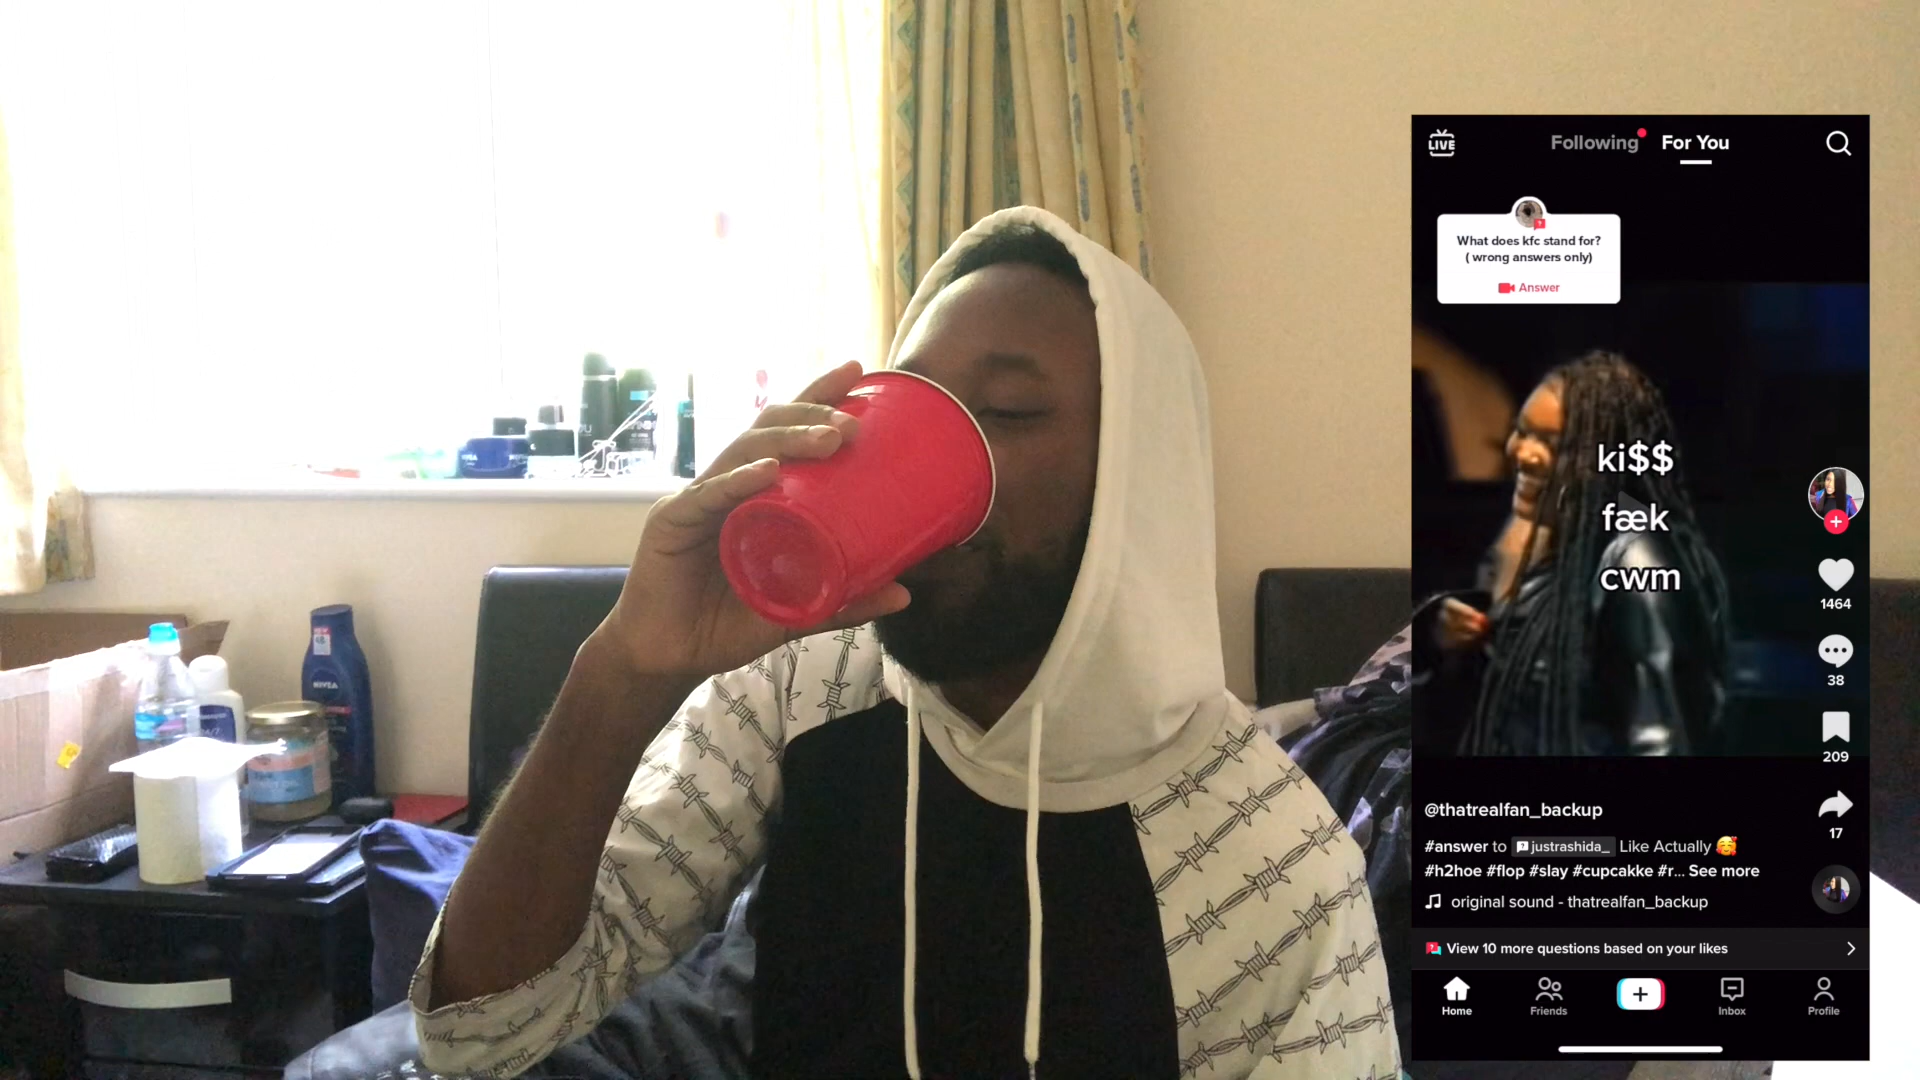 LIVE
Following
For You
What does kfc stand for?
( wrong answers only)
Answer
ki$$
fæk
cwm
1464
38
209
17
@thatrealfan_backup
#answer to justrashida_ Like Actually 🥰
#h2hoe #flop #slay #cupcakke #r... See more
original sound - thatrealfan_backup
View 10 more questions based on your likes
Home
Friends
Inbox
Profile
NIVEA